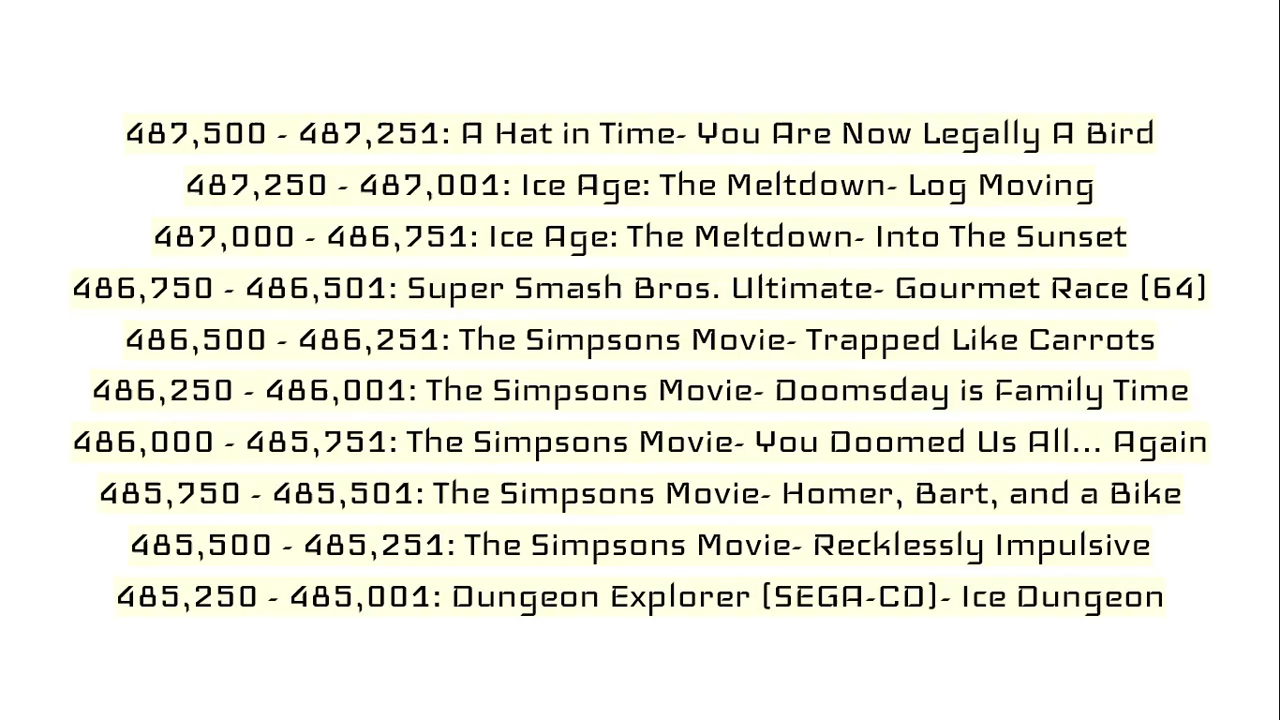 487,500 - 487,251: A Hat in Time- You Are Now Legally A Bird
487,250 - 487,001: Ice Age: The Meltdown- Log Moving
487,000 - 486,751: Ice Age: The Meltdown- Into The Sunset
486,750 - 486,501: Super Smash Bros. Ultimate- Gourmet Race (64)
486,500 - 486,251: The Simpsons Movie- Trapped Like Carrots
486,250 - 486,001: The Simpsons Movie- Doomsday is Family Time
486,000 - 485,751: The Simpsons Movie- You Doomed Us All... Again
485,750 - 485,501: The Simpsons Movie- Homer, Bart, and a Bike
485,500 - 485,251: The Simpsons Movie- Recklessly Impulsive
485,250 - 485,001: Dungeon Explorer (SEGA-CD)- Ice Dungeon